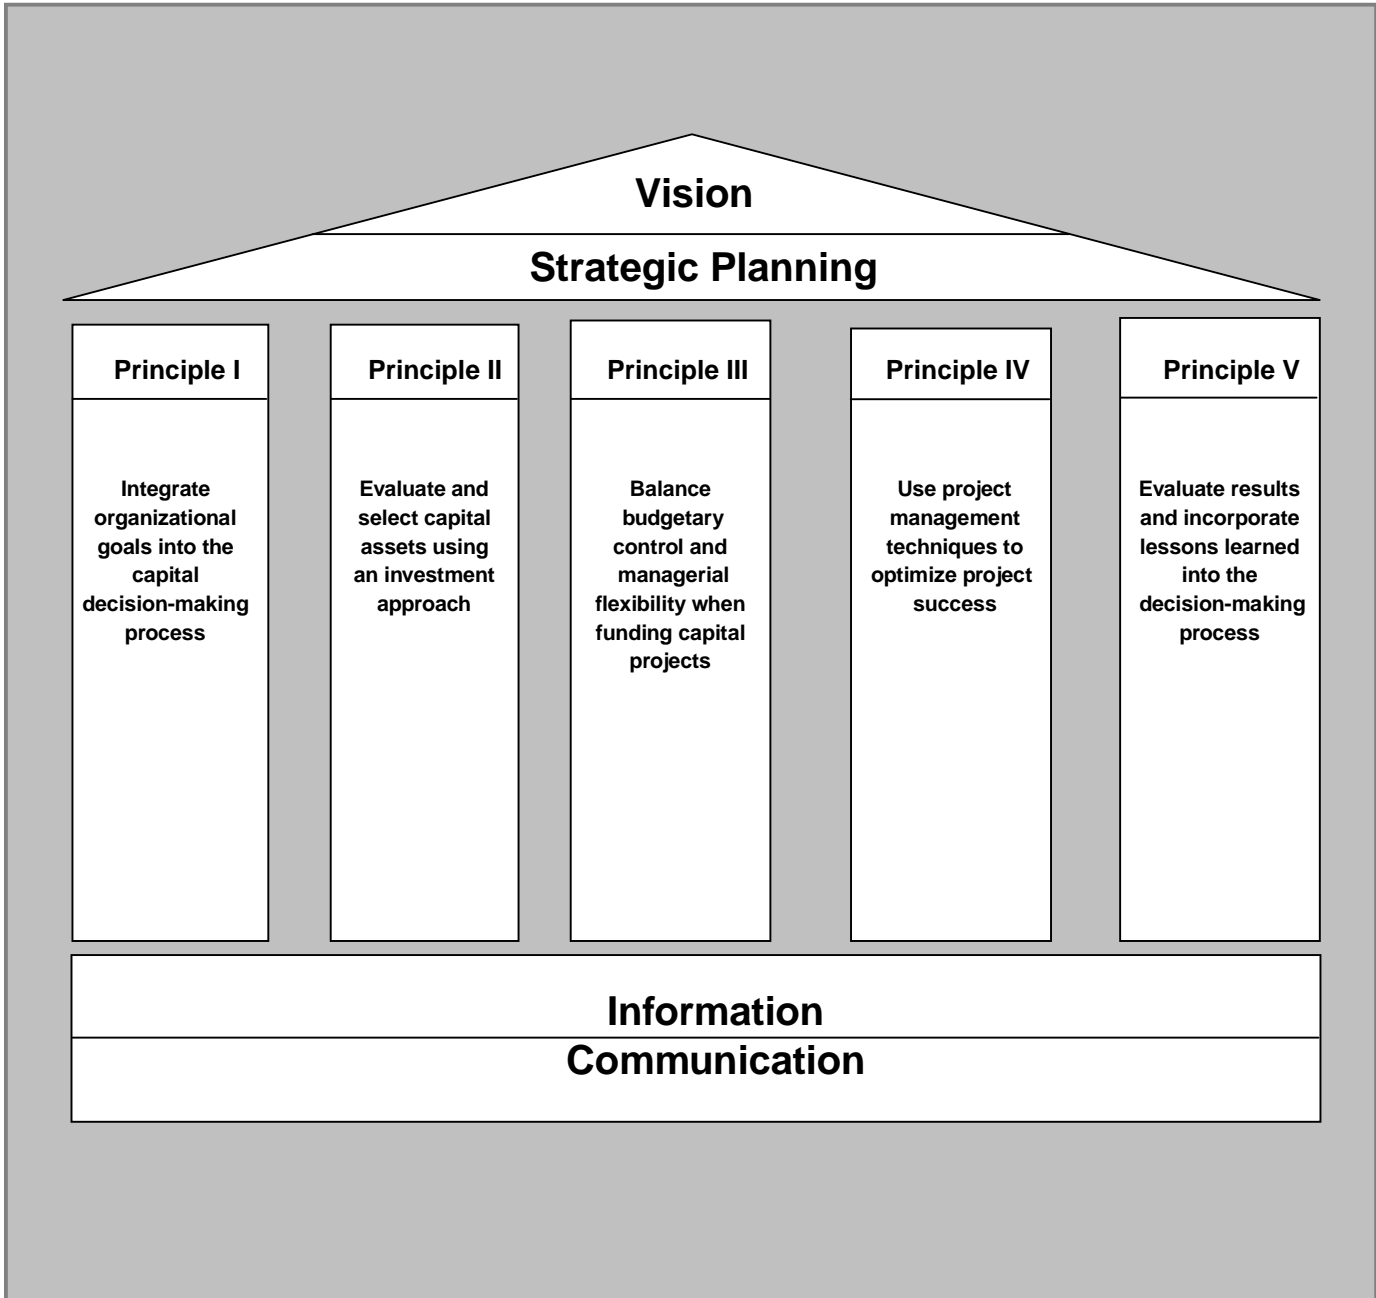 Vision
Strategic Planning
Principle I
Integrate
organizational
goals into the
capital
decision-making
process
Principle II
Evaluate and
select capital
assets using
an investment
approach
Principle III
Balance
budgetary
control and
managerial
flexibility when
funding capital
projects
Principle IV
Use project
management
techniques to
optimize project
success
Principle V
Evaluate results
and incorporate
lessons learned
into the
decision-making
process
Information
Communication